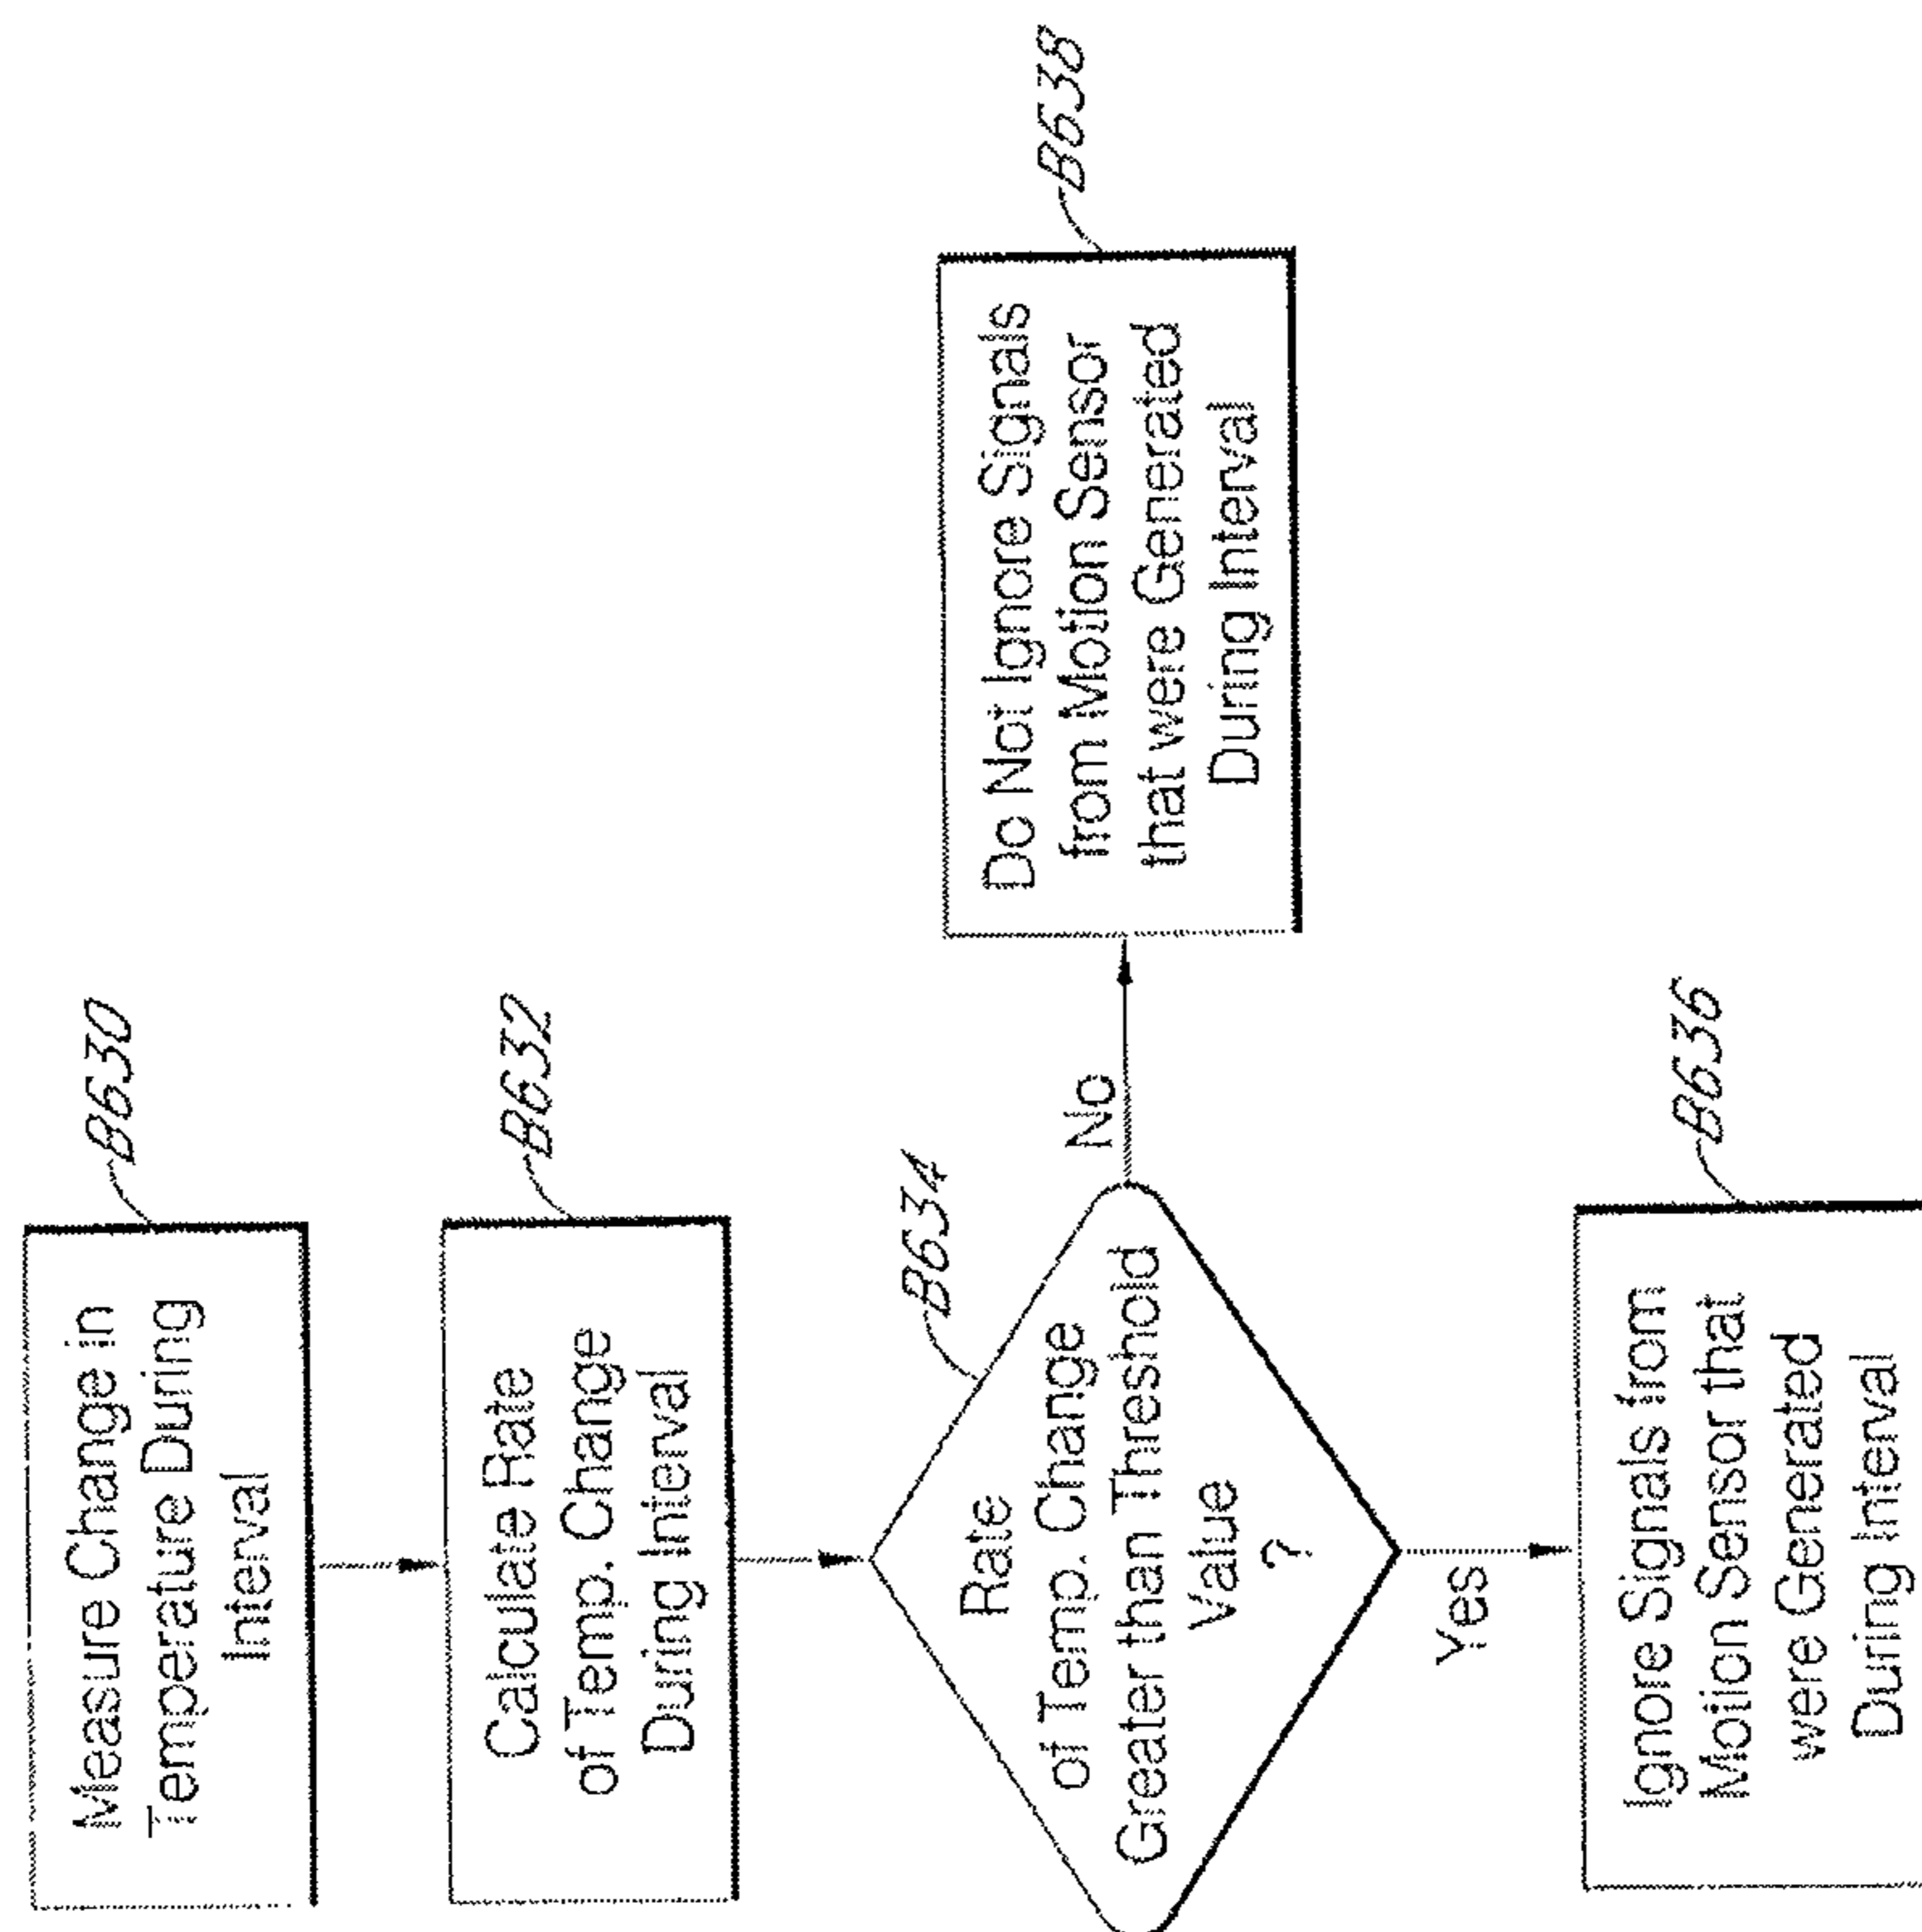 Measure Change in
Temperature During
Interval
B630
Calculate Rate
of Temp. Change
During Interval
B632
Rate
of Temp. Change
Greater than Threshold
Value
?
B634
No
Do Not Ignore Signals
from Motion Sensor
that were Generated
During Interval
B638
Yes
Ignore Signals from
Motion Sensor that
were Generated
During Interval
B636